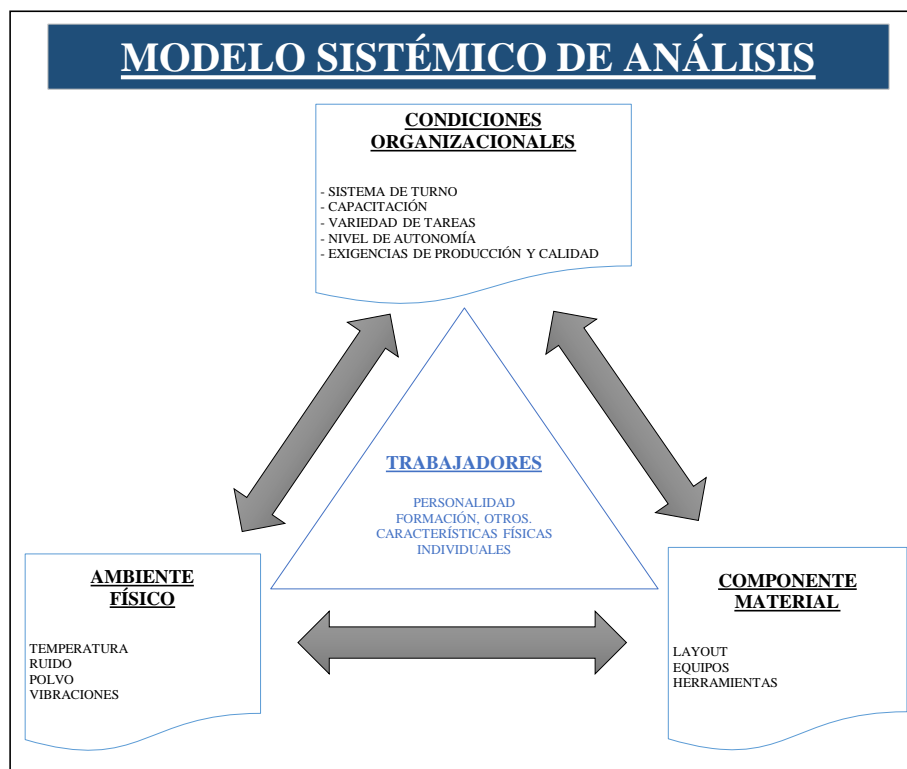 MODELO SISTÉMICO DE ANÁLISIS
CONDICIONES
ORGANIZACIONALES
- SISTEMA DE TURNO
- CAPACITACIÓN
- VARIEDAD DE TAREAS
- NIVEL DE AUTONOMÍA
- EXIGENCIAS DE PRODUCCIÓN Y CALIDAD
TRABAJADORES
PERSONALIDAD
FORMACIÓN, OTROS.
CARACTERÍSTICAS FÍSICAS
INDIVIDUALES
AMBIENTE
FÍSICO
TEMPERATURA
RUIDO
POLVO
VIBRACIONES
COMPONENTE
MATERIAL
LAYOUT
EQUIPOS
HERRAMIENTAS